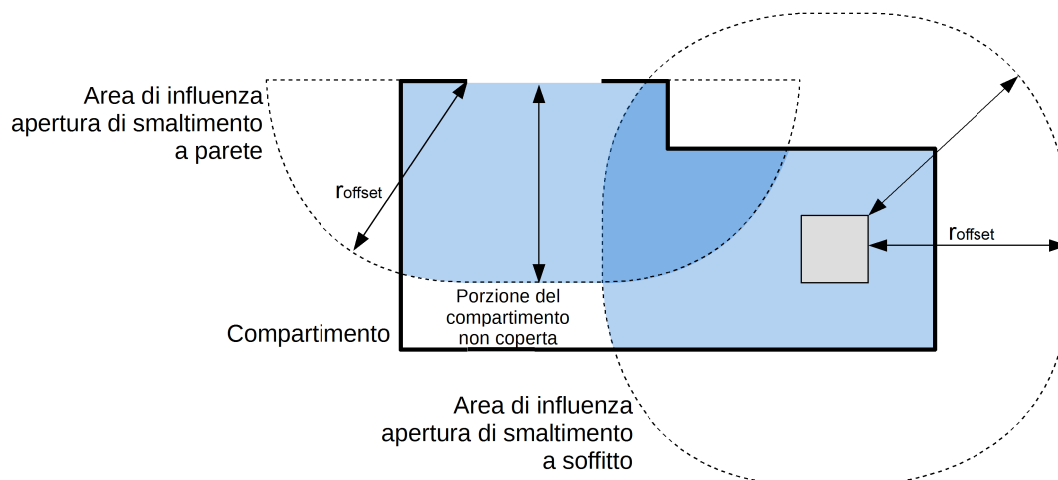 Area di influenza
apertura di smaltimento
a parete
roffset
roffset
Porzione del
compartimento
non coperta
Compartimento
Area di influenza
apertura di smaltimento
a soffitto